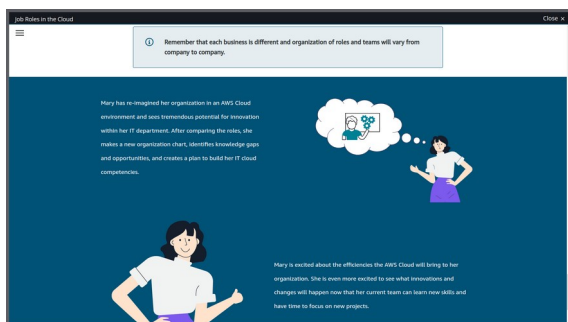 Job Roles in the Cloud
Close ×
Remember that each business is different and organization of roles and teams will vary from
company to company.
Mary has re-imagined her organization in an AWS Cloud
environment and sees tremendous potential for innovation
within her IT department. After comparing the roles, she
makes a new organization chart, identifies knowledge gaps
and opportunities, and creates a plan to build her IT cloud
competencies.
Mary is excited about the efficiencies the AWS Cloud will bring to her
organization. She is even more excited to see what innovations and
changes will happen now that her current team can learn new skills and
have time to focus on new projects.